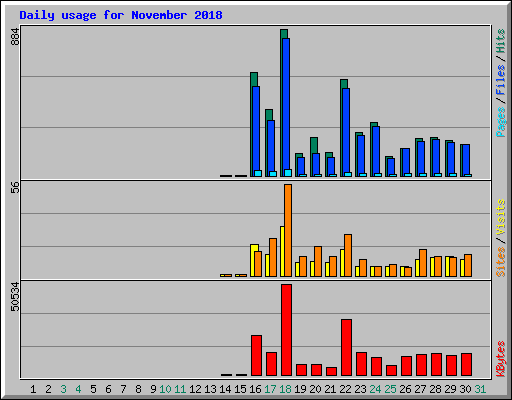 Daily usage for November 2018
884
56
50534
Pages / Files / Hits
Sites / Visits
KBytes
1 2 3 4 5 6 7 8 9 10 11 12 13 14 15 16 17 18 19 20 21 22 23 24 25 26 27 28 29 30 31